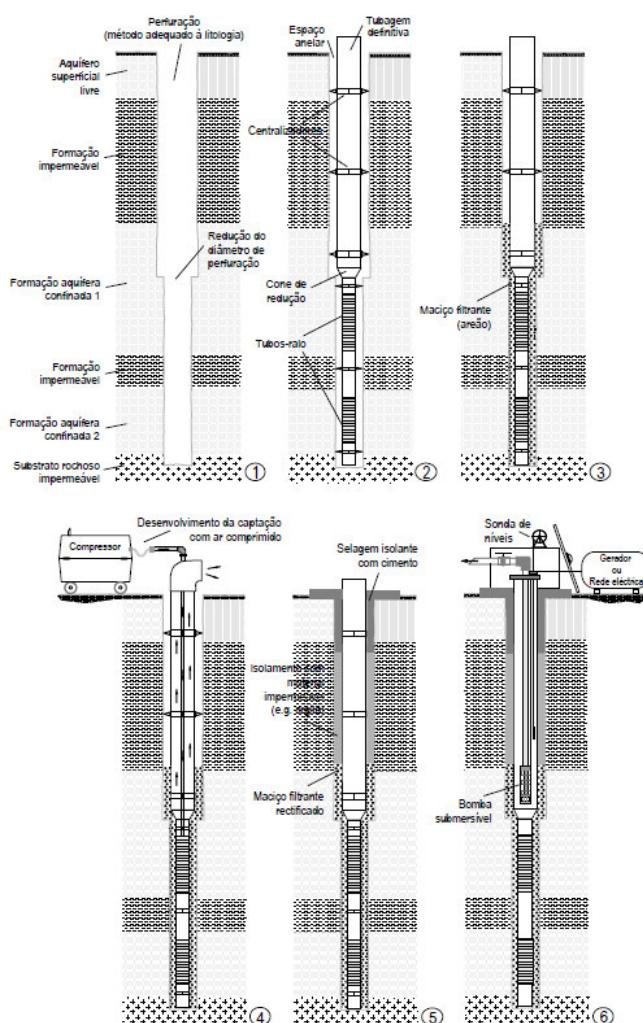 Perfuração
(método adequado à litologia)
Aquífero
superficial
livre
Formação
impermeável
Redução do
diâmetro de
perfuração
Formação aquífera
confinada 1
Formação
impermeável
Formação aquífera
confinada 2
Substrato rochoso
impermeável
1
Espaço
anelar
Tubagem
definitiva
Centralizadores
Cone de
redução
Tubos-ralo
2
Maciço filtrante
(areão)
3
Desenvolvimento da captação
com ar comprimido
Compressor
4
Selagem isolante
com cimento
Isolamento com
material
impermeável
(e.g. argila)
Maciço filtrante
rectificado
5
Sonda de
níveis
Gerador
ou
Rede eléctrica
Bomba
submersível
6